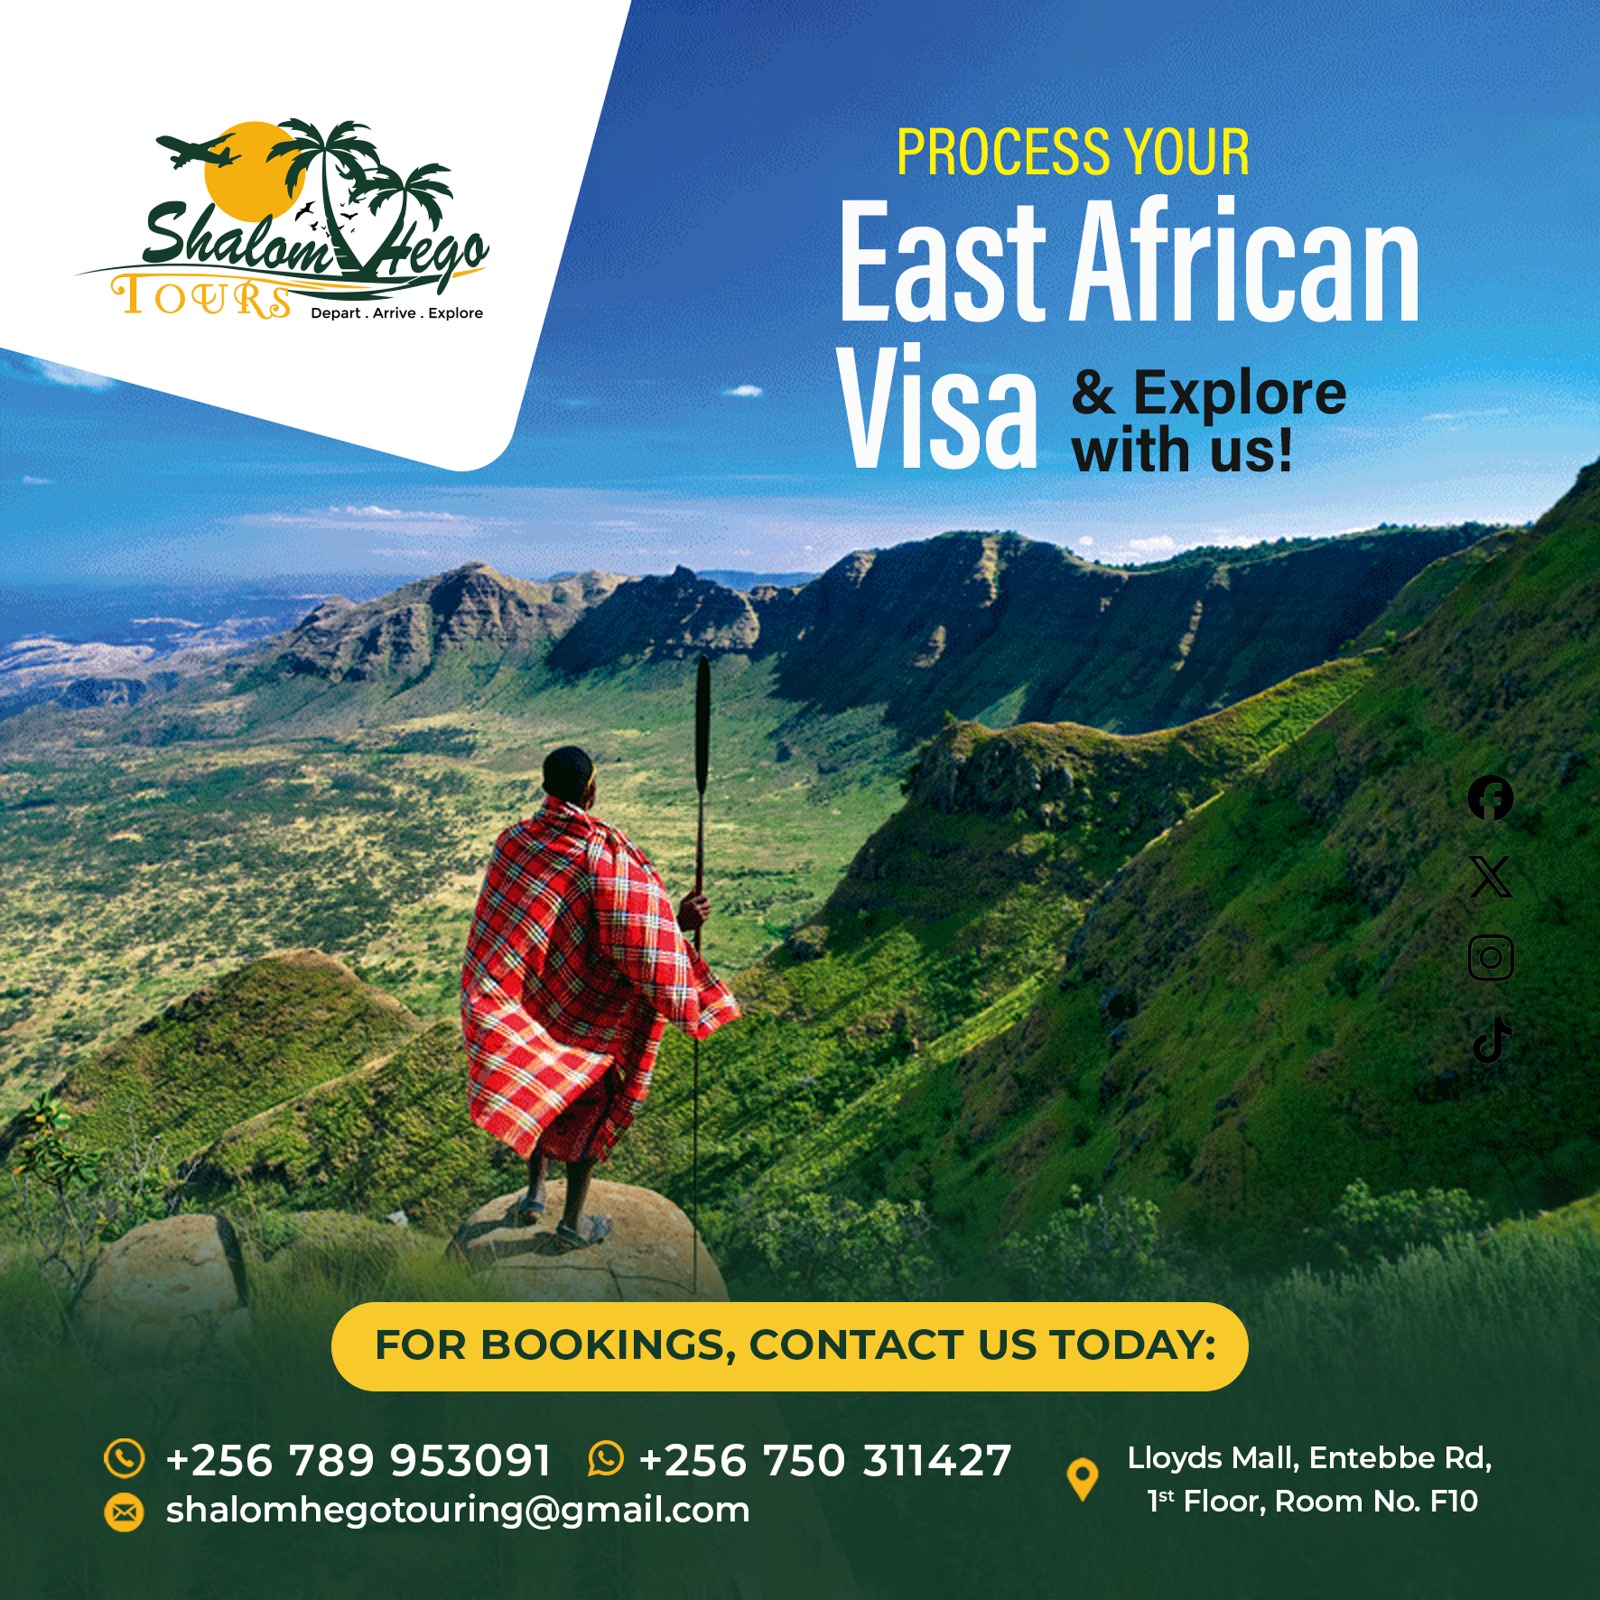 Shalom Hego
TOURS
Depart . Arrive . Explore
PROCESS YOUR
East African
Visa
& Explore
with us!
FOR BOOKINGS, CONTACT US TODAY:
+256 789 953091
+256 750 311427
shalomhegotouring@gmail.com
Lloyds Mall, Entebbe Rd,
1st Floor, Room No. F10